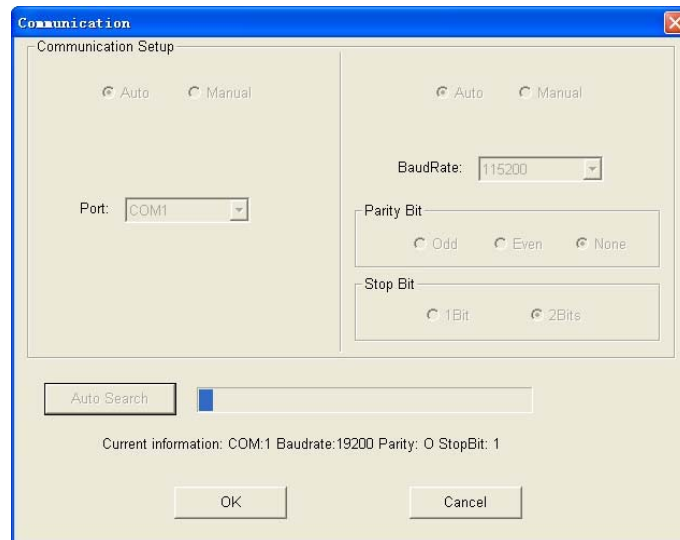 Communication
Communication Setup
Auto Manual
Auto Manual
BaudRate: 115200
Port: COM1
Parity Bit
Odd Even None
Stop Bit
1Bit 2Bits
Auto Search
Current information: COM:1 Baudrate:19200 Parity: O StopBit: 1
OK Cancel